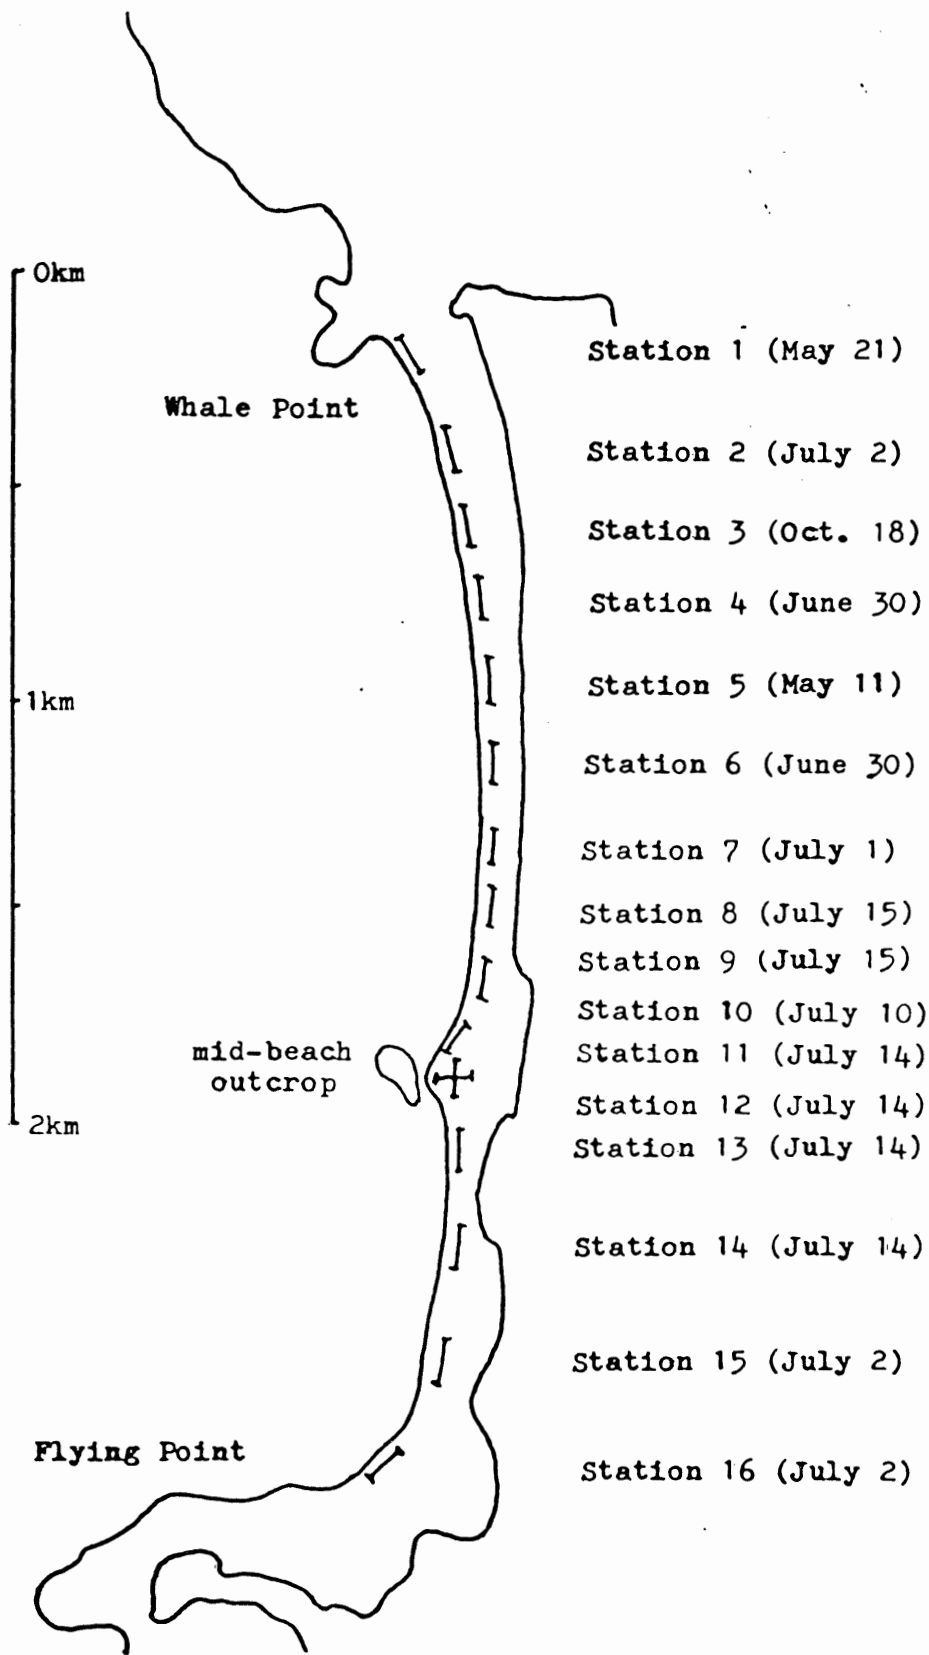 0km
Station 1 (May 21)
Whale Point
Station 2 (July 2)
Station 3 (Oct. 18)
Station 4 (June 30)
Station 5 (May 11)
1km
Station 6 (June 30)
Station 7 (July 1)
Station 8 (July 15)
Station 9 (July 15)
Station 10 (July 10)
mid-beach
outcrop
Station 11 (July 14)
Station 12 (July 14)
2km
Station 13 (July 14)
Station 14 (July 14)
Station 15 (July 2)
Flying Point
Station 16 (July 2)